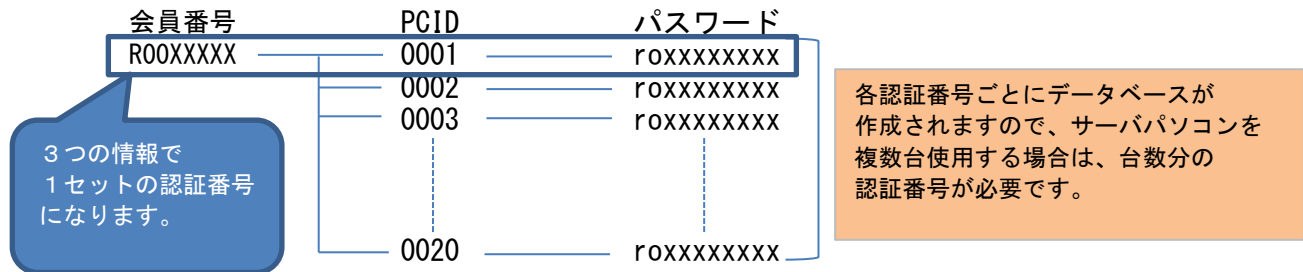 会員番号 PCID パスワード
R00XXXXX 0001 roxxxxxxxx
0002 roxxxxxxxx
0003 roxxxxxxxx
0020 roxxxxxxxx
3つの情報で
1セットの認証番号
になります。
各認証番号ごとにデータベースが
作成されますので、サーバパソコンを
複数台使用する場合は、台数分の
認証番号が必要です。